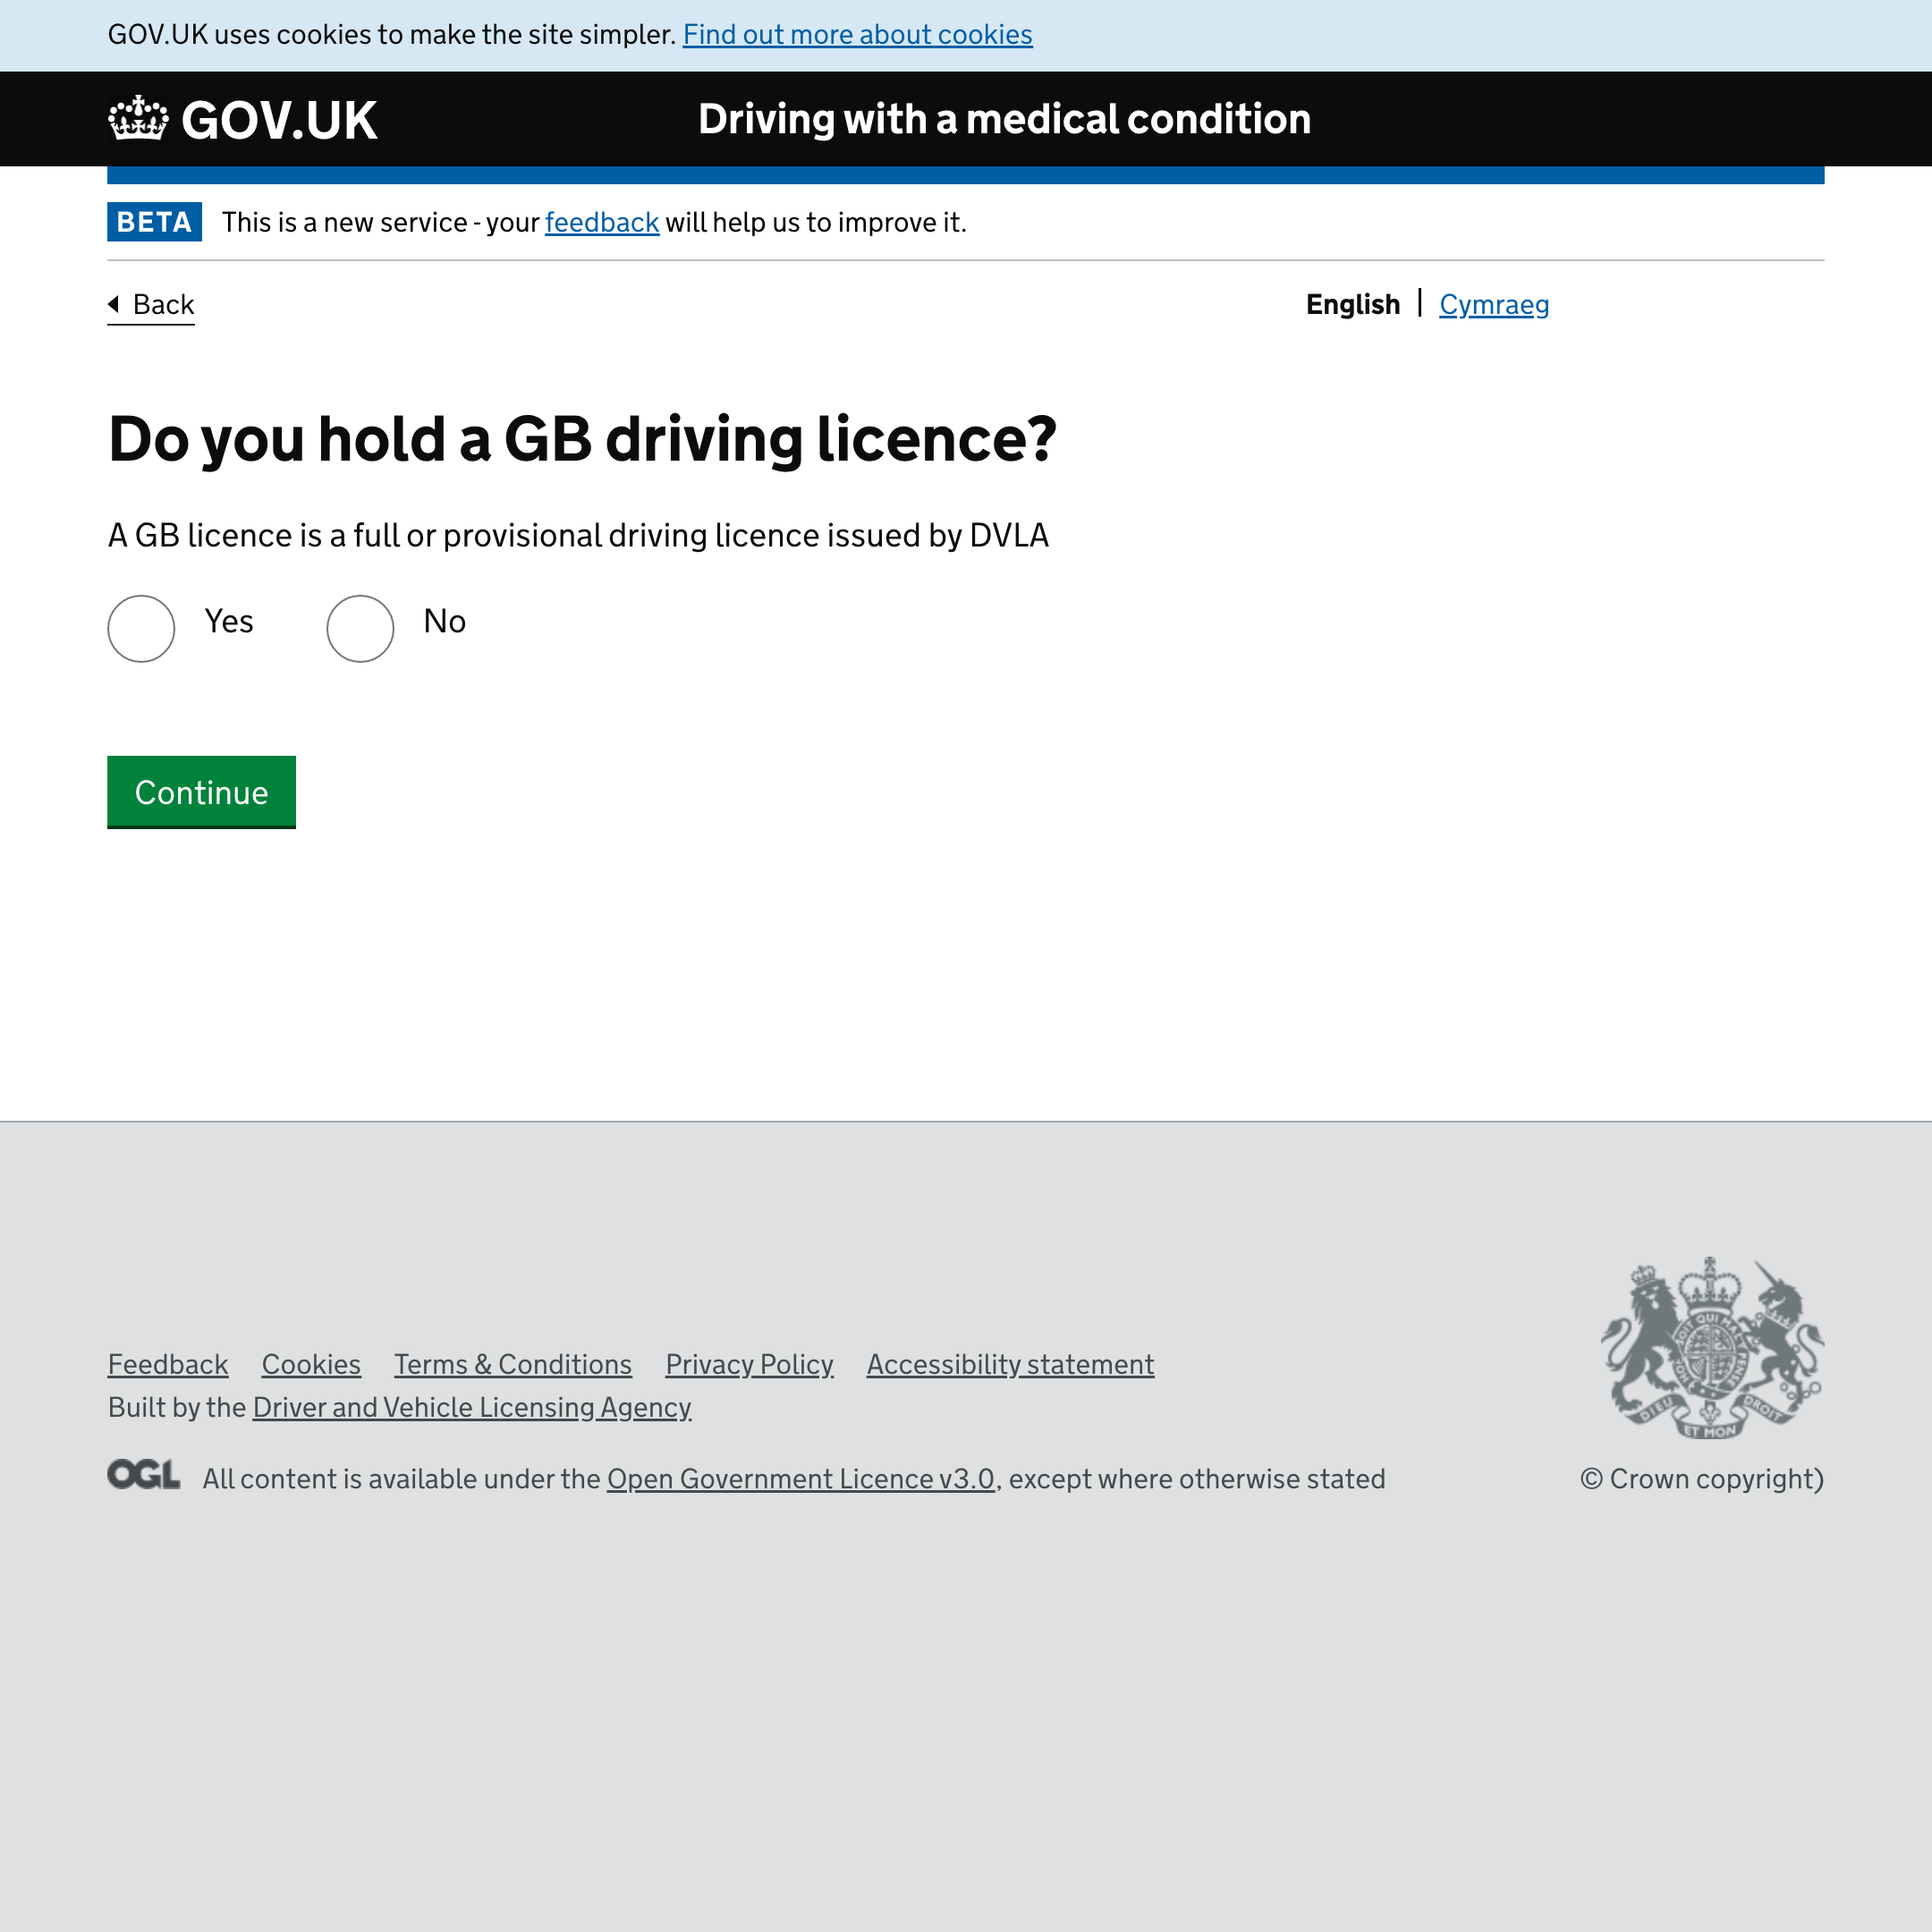 GOV.UK uses cookies to make the site simpler. Find out more about cookies
GOV.UK Driving with a medical condition
BETA This is a new service - your feedback will help us to improve it.
Back English | Cymraeg
Do you hold a GB driving licence?
A GB licence is a full or provisional driving licence issued by DVLA
Yes No
Continue
Feedback Cookies Terms & Conditions Privacy Policy Accessibility statement
Built by the Driver and Vehicle Licensing Agency
DIEU ET MON DROIT
OGL All content is available under the Open Government Licence v3.0, except where otherwise stated © Crown copyright)